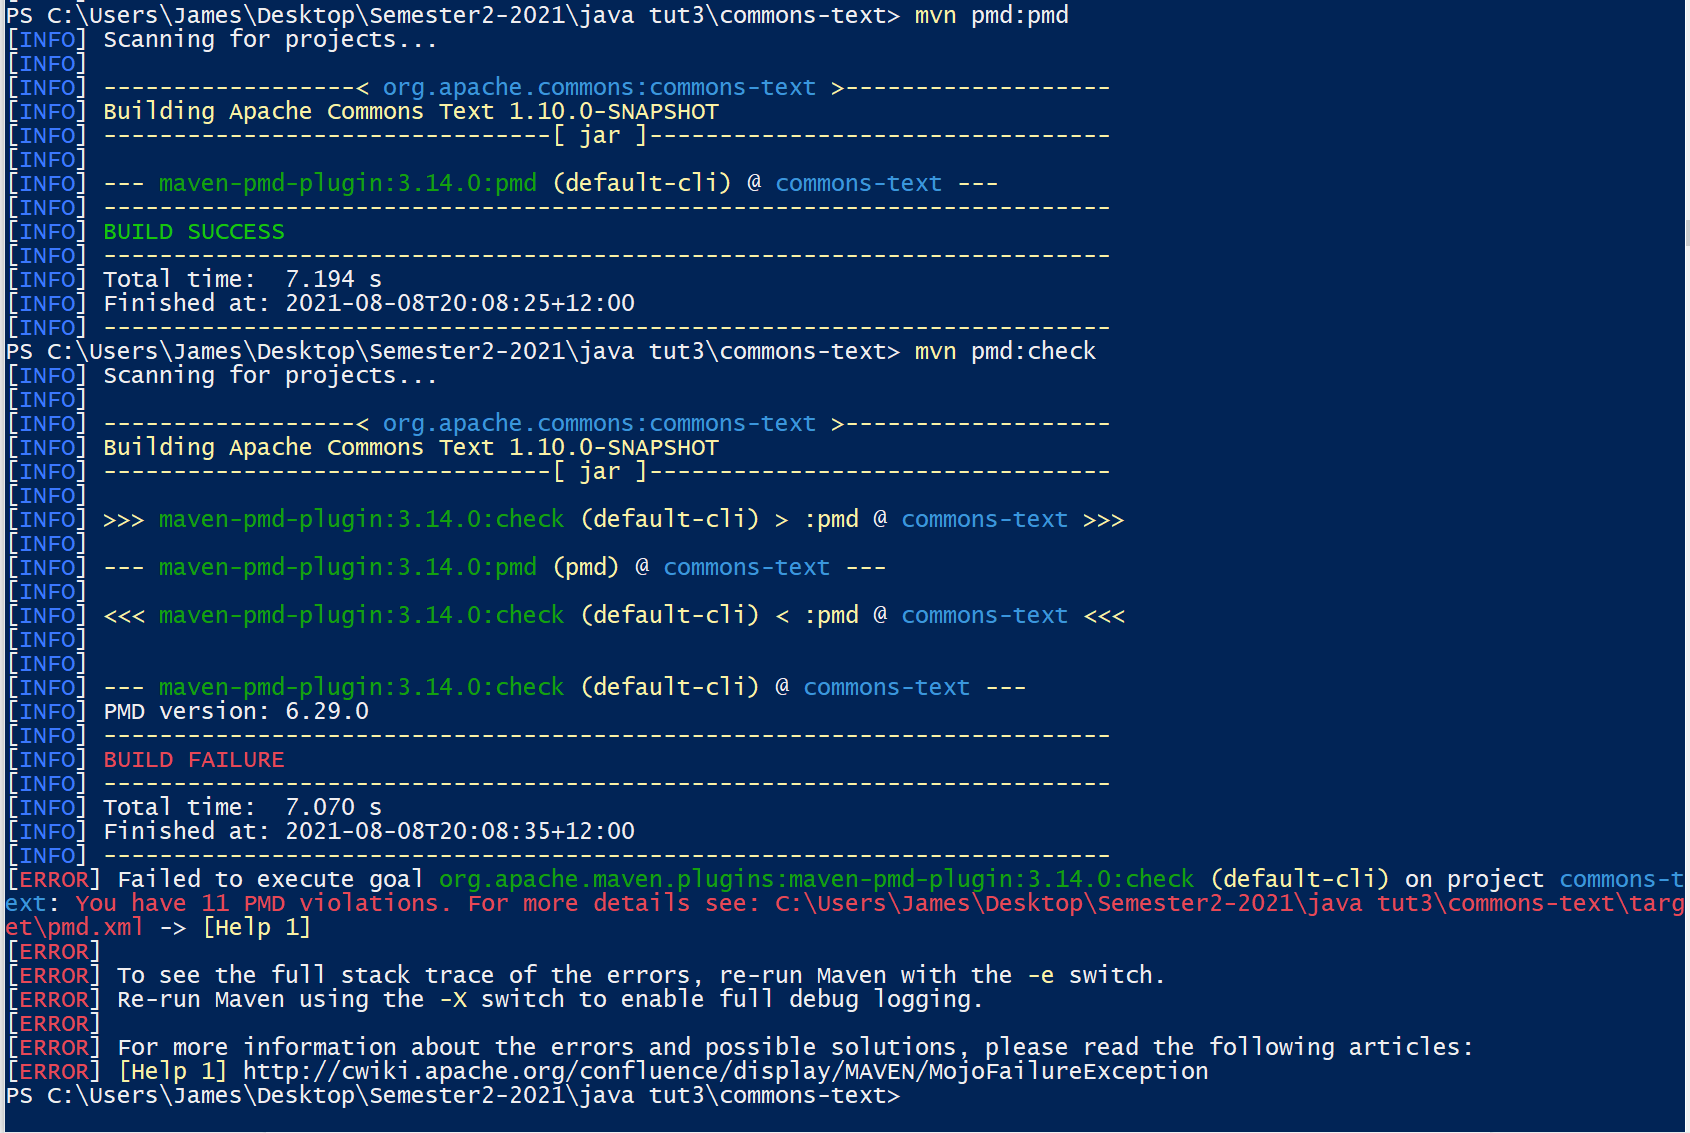 PS C:\Users\James\Desktop\Semester2-2021\java tut3\commons-text> mvn pmd:pmd
[INFO] Scanning for projects...
[INFO]
[INFO] ------------------< org.apache.commons:commons-text >-------------------
[INFO] Building Apache Commons Text 1.10.0-SNAPSHOT
[INFO] --------------------------------[ jar ]---------------------------------
[INFO]
[INFO] --- maven-pmd-plugin:3.14.0:pmd (default-cli) @ commons-text ---
[INFO] ------------------------------------------------------------------------
[INFO] BUILD SUCCESS
[INFO] ------------------------------------------------------------------------
[INFO] Total time:  7.194 s
[INFO] Finished at: 2021-08-08T20:08:25+12:00
[INFO] ------------------------------------------------------------------------
PS C:\Users\James\Desktop\Semester2-2021\java tut3\commons-text> mvn pmd:check
[INFO] Scanning for projects...
[INFO]
[INFO] ------------------< org.apache.commons:commons-text >-------------------
[INFO] Building Apache Commons Text 1.10.0-SNAPSHOT
[INFO] --------------------------------[ jar ]---------------------------------
[INFO]
[INFO] >>> maven-pmd-plugin:3.14.0:check (default-cli) > :pmd @ commons-text >>>
[INFO]
[INFO] --- maven-pmd-plugin:3.14.0:pmd (pmd) @ commons-text ---
[INFO]
[INFO] <<< maven-pmd-plugin:3.14.0:check (default-cli) < :pmd @ commons-text <<<
[INFO]
[INFO]
[INFO] --- maven-pmd-plugin:3.14.0:check (default-cli) @ commons-text ---
[INFO] PMD version: 6.29.0
[INFO] ------------------------------------------------------------------------
[INFO] BUILD FAILURE
[INFO] ------------------------------------------------------------------------
[INFO] Total time:  7.070 s
[INFO] Finished at: 2021-08-08T20:08:35+12:00
[INFO] ------------------------------------------------------------------------
[ERROR] Failed to execute goal org.apache.maven.plugins:maven-pmd-plugin:3.14.0:check (default-cli) on project commons-t
ext: You have 11 PMD violations. For more details see: C:\Users\James\Desktop\Semester2-2021\java tut3\commons-text\targ
et\pmd.xml -> [Help 1]
[ERROR]
[ERROR] To see the full stack trace of the errors, re-run Maven with the -e switch.
[ERROR] Re-run Maven using the -X switch to enable full debug logging.
[ERROR]
[ERROR] For more information about the errors and possible solutions, please read the following articles:
[ERROR] [Help 1] http://cwiki.apache.org/confluence/display/MAVEN/MojoFailureException
PS C:\Users\James\Desktop\Semester2-2021\java tut3\commons-text>